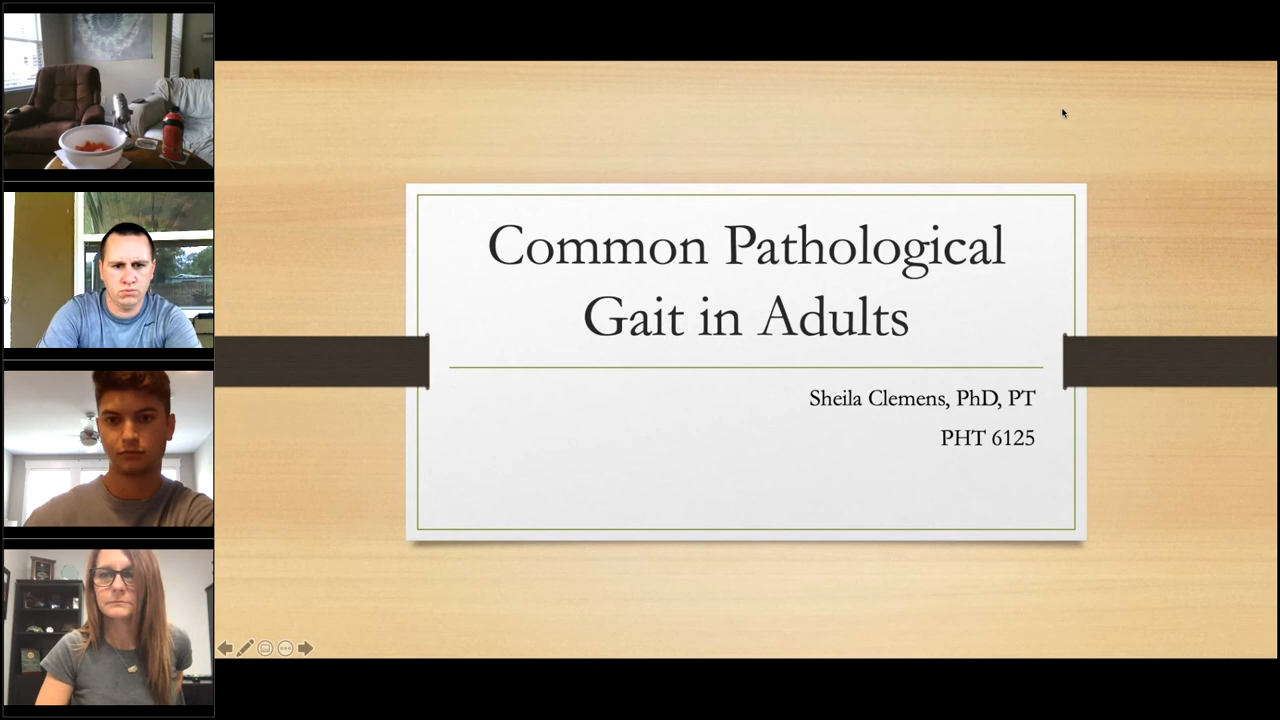 Common Pathological
Gait in Adults
Sheila Clemens, PhD, PT
PHT 6125